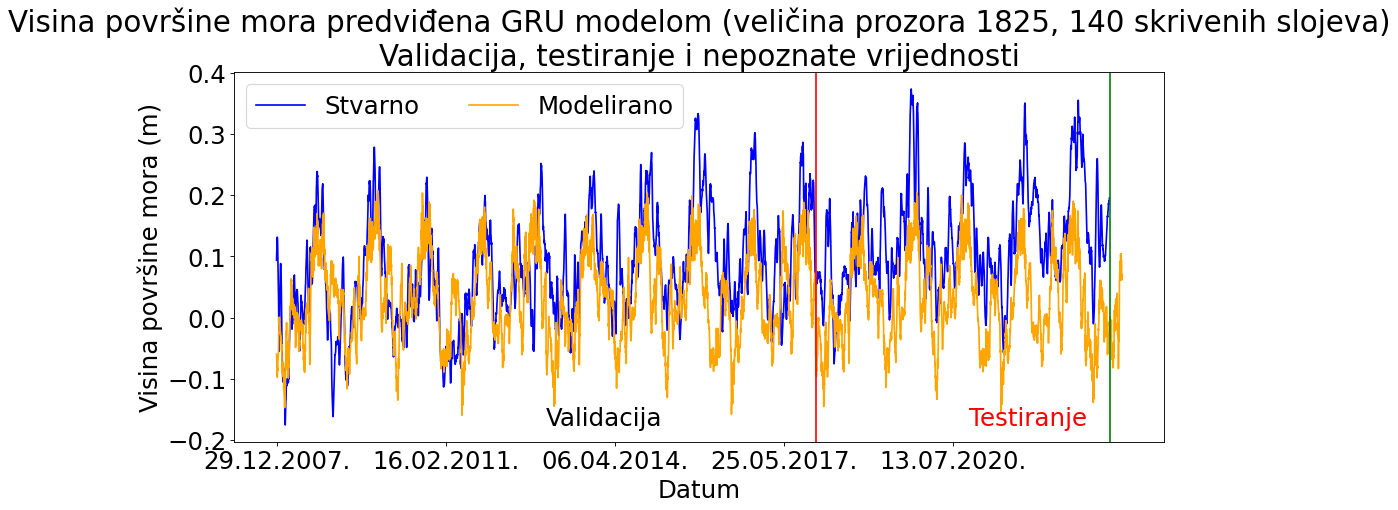 Visina površine mora predviđena GRU modelom (veličina prozora 1825, 140 skrivenih slojeva)
Validacija, testiranje i nepoznate vrijednosti
Stvarno
Modelirano
Visina površine mora (m)
0.4
0.3
0.2
0.1
0.0
−0.1
−0.2
Validacija
Testiranje
29.12.2007.
16.02.2011.
06.04.2014.
25.05.2017.
13.07.2020.
Datum